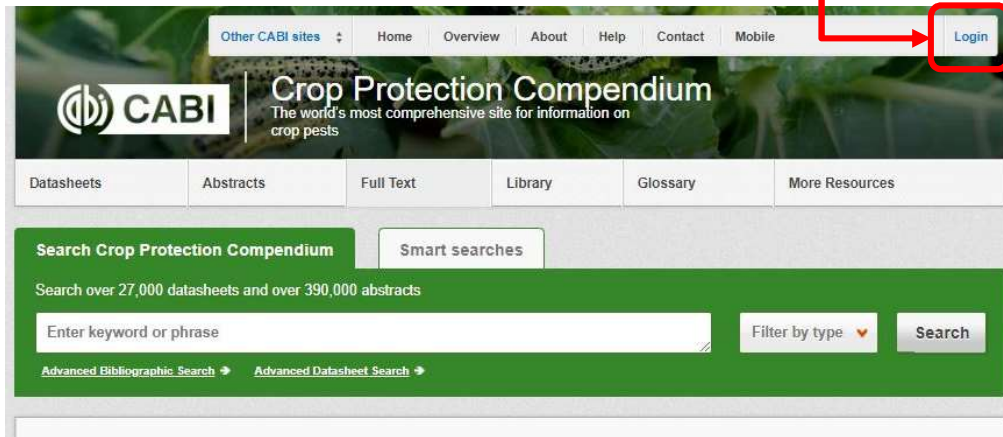 Other CABI sites Home Overview About Help Contact Mobile Login
CABI
Crop Protection Compendium
The world's most comprehensive site for information on
crop pests
Datasheets Abstracts Full Text Library Glossary More Resources
Search Crop Protection Compendium Smart searches
Search over 27,000 datasheets and over 390,000 abstracts
Enter keyword or phrase Filter by type Search
Advanced Bibliographic Search Advanced Datasheet Search